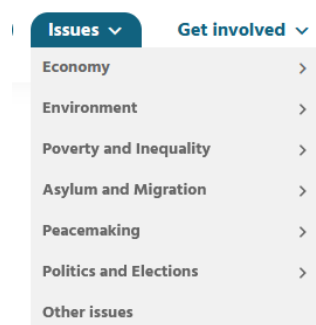 Issues Get involved
Economy
Environment
Poverty and Inequality
Asylum and Migration
Peacemaking
Politics and Elections
Other issues